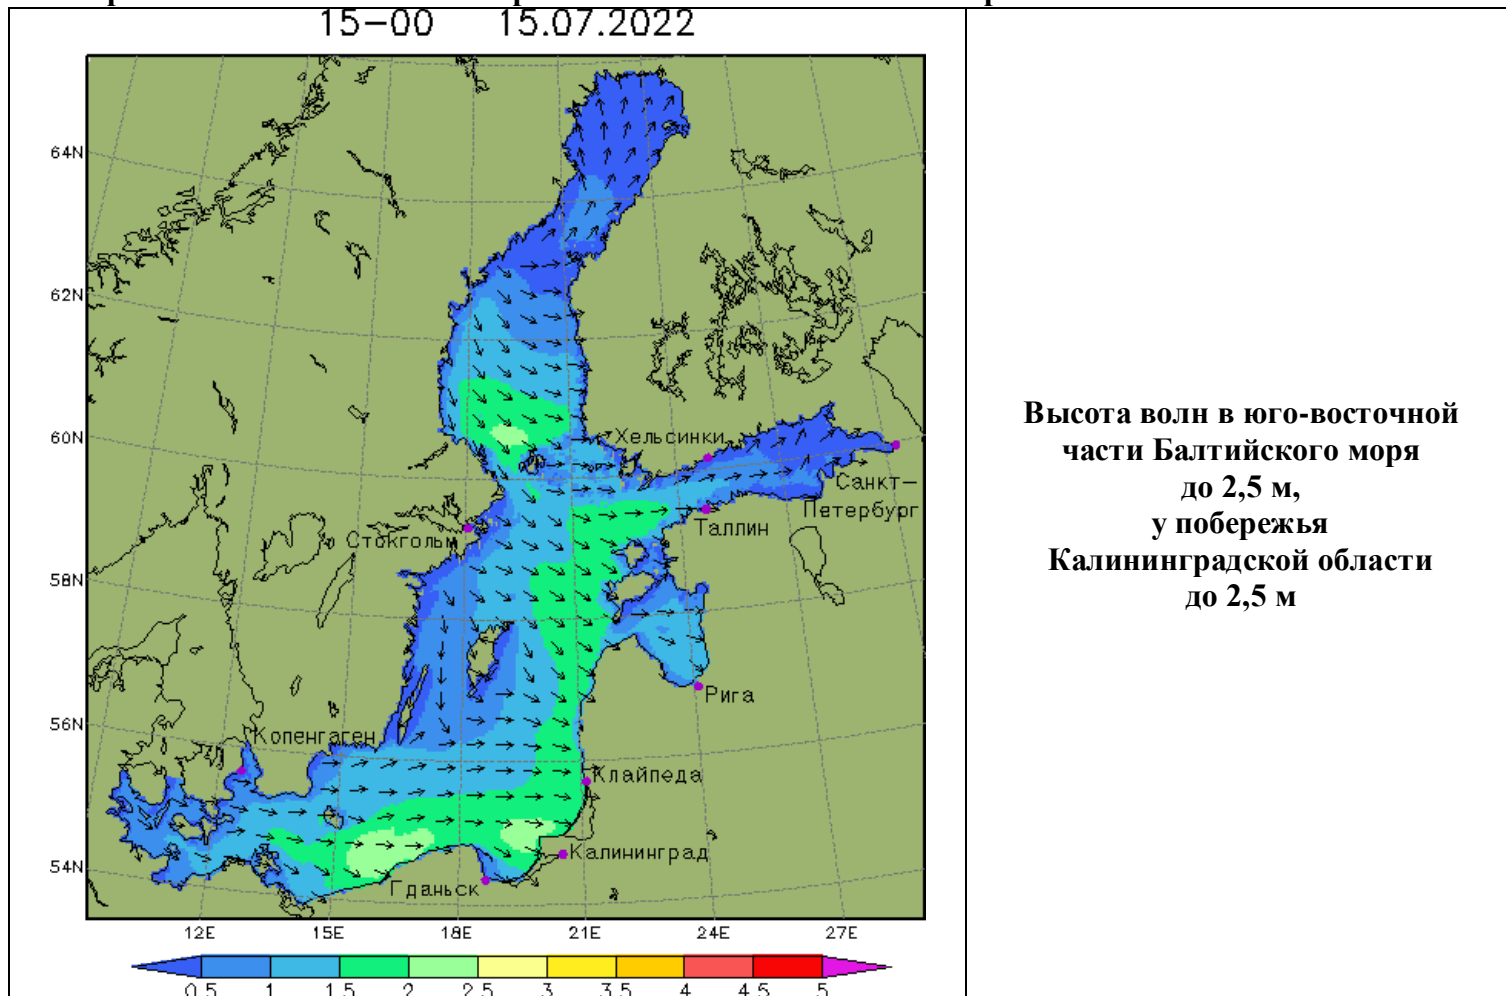 15-00 15.07.2022
64N
62N
60N
58N
56N
54N
Хельсинки
Санкт-
Петербург
Таллин
Стокгольм
Рига
Копенгаген
Клайпеда
Калининград
Гданьск
12E 15E 18E 21E 24E 27E
0.5 1 1.5 2 2.5 3 3.5 4 4.5 5
Высота волн в юго-восточной
части Балтийского моря
до 2,5 м,
у побережья
Калининградской области
до 2,5 м